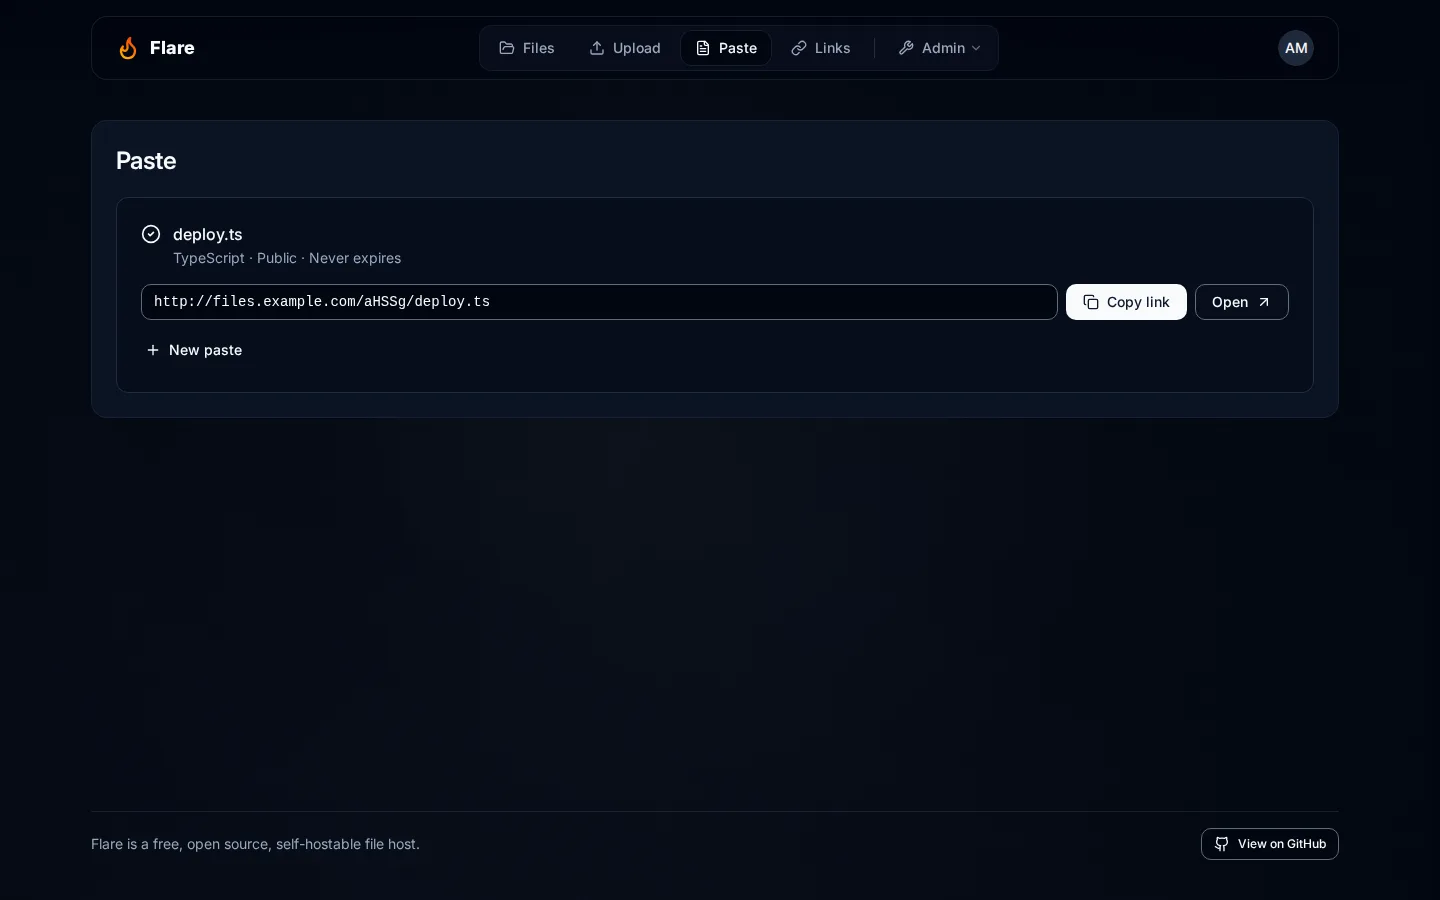 Flare
Files
Upload
Paste
Links
Admin
AM
Paste
deploy.ts
TypeScript · Public · Never expires
http://files.example.com/aHSSg/deploy.ts
Copy link
Open
New paste
Flare is a free, open source, self-hostable file host.
View on GitHub